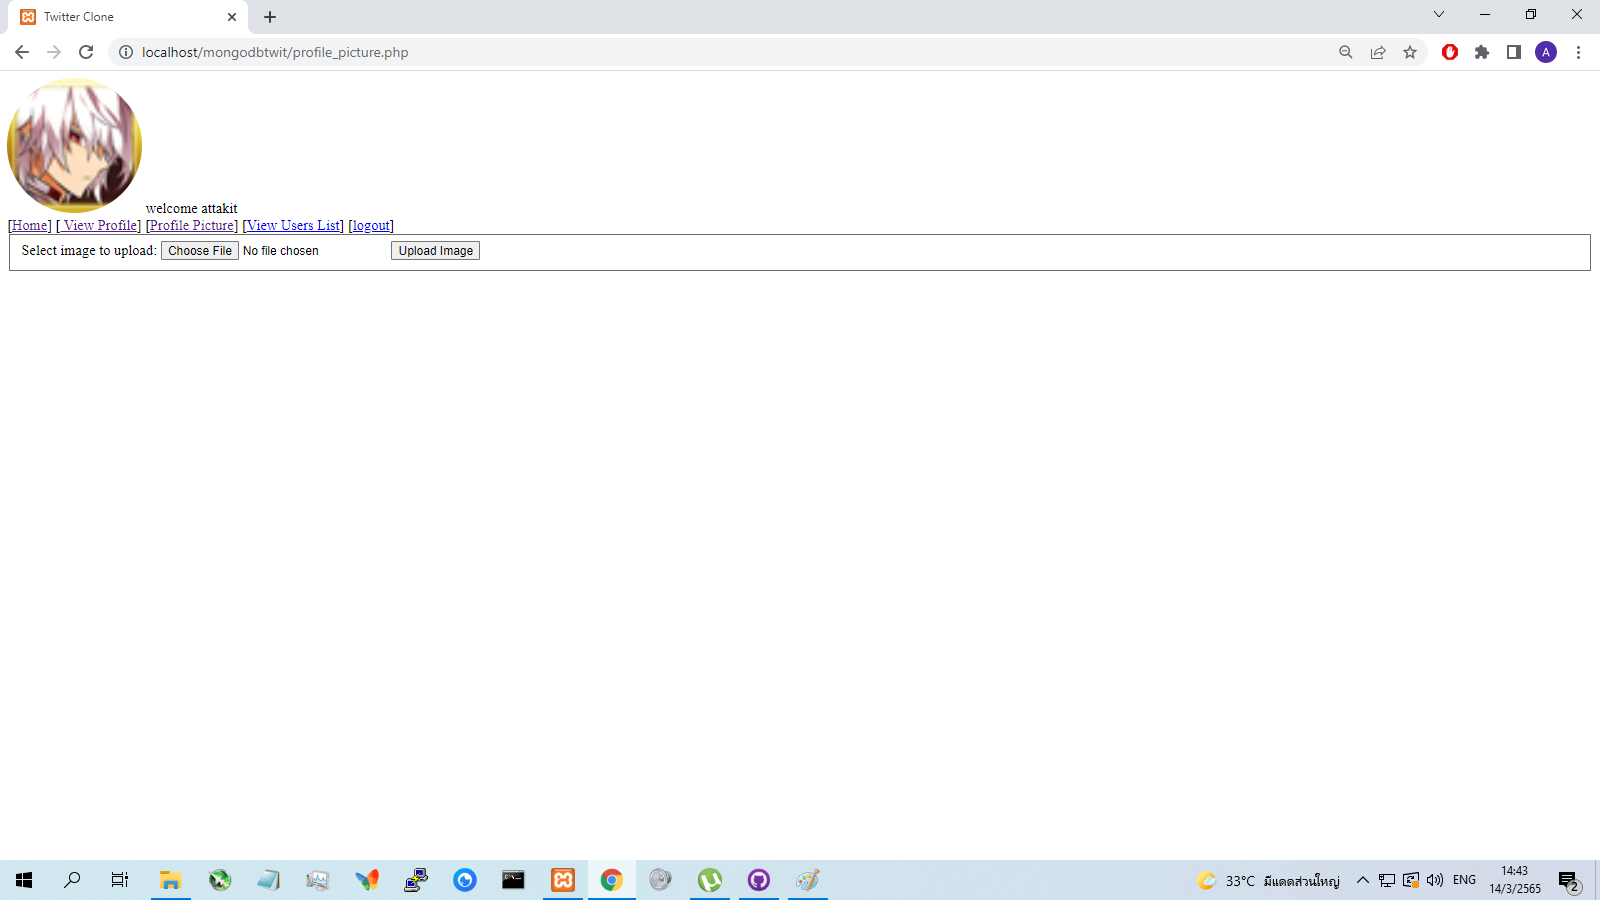 Twitter Clone
localhost/mongodbtwit/profile_picture.php
A
welcome attakit
[Home] [ View Profile] [Profile Picture] [View Users List] [logout]
Select image to upload: Choose File No file chosen Upload Image
33°C มีแดดส่วนใหญ่ ENG 14:43
14/3/2565
2